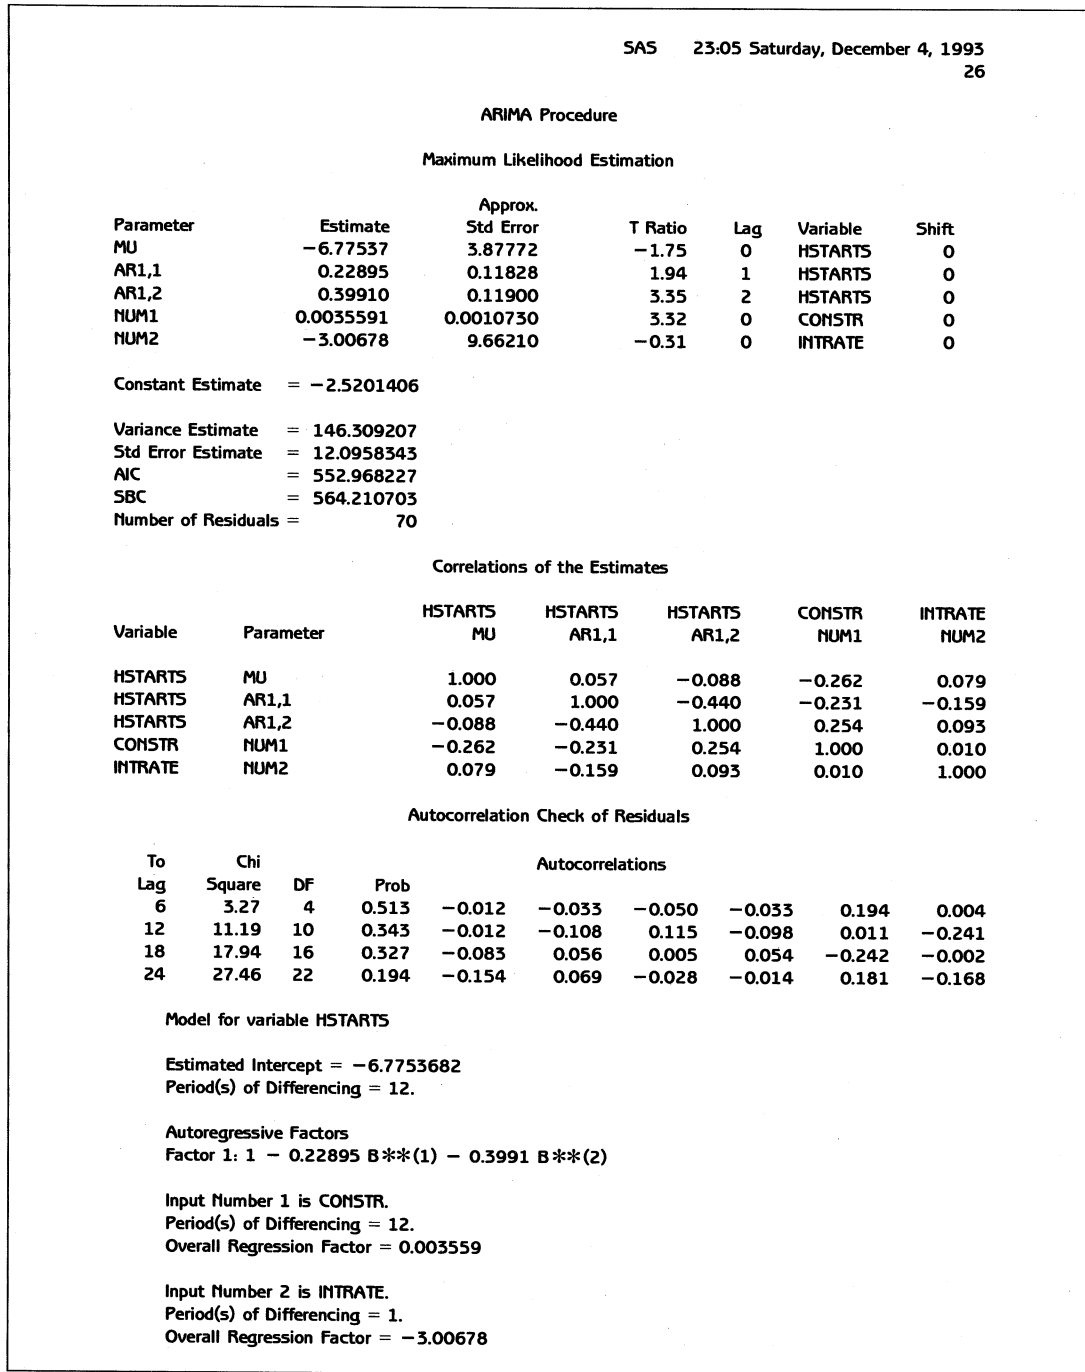 SAS 23:05 Saturday, December 4, 1993
26
ARIMA Procedure
Maximum Likelihood Estimation
Approx.
Parameter Estimate Std Error T Ratio Lag Variable Shift
MU −6.77537 3.87772 −1.75 0 HSTARTS 0
AR1,1 0.22895 0.11828 1.94 1 HSTARTS 0
AR1,2 0.39910 0.11900 3.35 2 HSTARTS 0
NUM1 0.0035591 0.0010730 3.32 0 CONSTR 0
NUM2 −3.00678 9.66210 −0.31 0 INTRATE 0
Constant Estimate = −2.5201406
Variance Estimate = 146.309207
Std Error Estimate = 12.0958343
AIC = 552.968227
SBC = 564.210703
Number of Residuals = 70
Correlations of the Estimates
HSTARTS HSTARTS HSTARTS CONSTR INTRATE
Variable Parameter MU AR1,1 AR1,2 NUM1 NUM2
HSTARTS MU 1.000 0.057 −0.088 −0.262 0.079
HSTARTS AR1,1 0.057 1.000 −0.440 −0.231 −0.159
HSTARTS AR1,2 −0.088 −0.440 1.000 0.254 0.093
CONSTR NUM1 −0.262 −0.231 0.254 1.000 0.010
INTRATE NUM2 0.079 −0.159 0.093 0.010 1.000
Autocorrelation Check of Residuals
To Chi Autocorrelations
Lag Square DF Prob
6 3.27 4 0.513 −0.012 −0.033 −0.050 −0.033 0.194 0.004
12 11.19 10 0.343 −0.012 −0.108 0.115 −0.098 0.011 −0.241
18 17.94 16 0.327 −0.083 0.056 0.005 0.054 −0.242 −0.002
24 27.46 22 0.194 −0.154 0.069 −0.028 −0.014 0.181 −0.168
Model for variable HSTARTS
Estimated Intercept = −6.7753682
Period(s) of Differencing = 12.
Autoregressive Factors
Factor 1: 1 − 0.22895 B**(1) − 0.3991 B**(2)
Input Number 1 is CONSTR.
Period(s) of Differencing = 12.
Overall Regression Factor = 0.003559
Input Number 2 is INTRATE.
Period(s) of Differencing = 1.
Overall Regression Factor = −3.00678